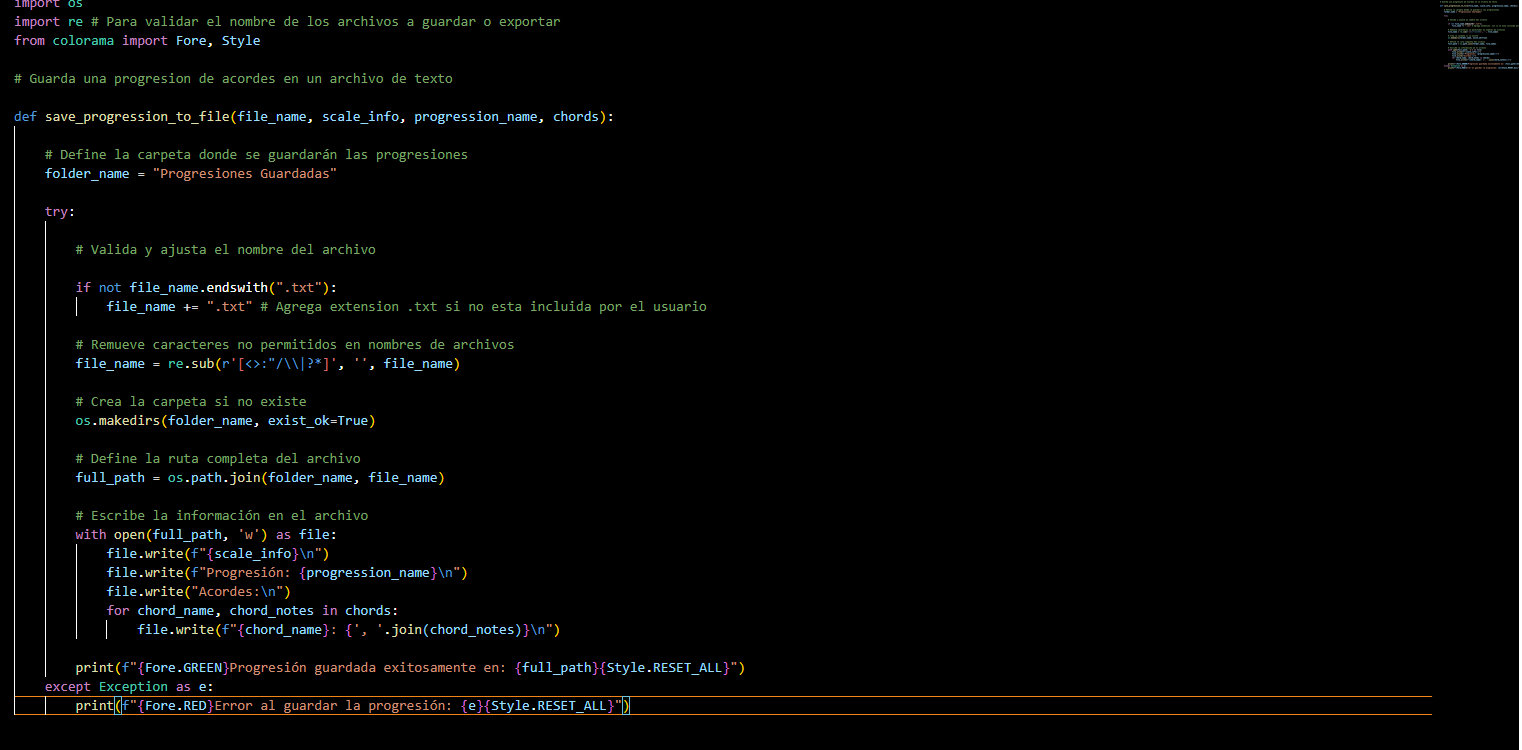 import os
import re # Para validar el nombre de los archivos a guardar o exportar
from colorama import Fore, Style

# Guarda una progresion de acordes en un archivo de texto

def save_progression_to_file(file_name, scale_info, progression_name, chords):

    # Define la carpeta donde se guardarán las progresiones
    folder_name = "Progresiones Guardadas"

    try:

        # Valida y ajusta el nombre del archivo

        if not file_name.endswith(".txt"):
            file_name += ".txt" # Agrega extension .txt si no esta incluida por el usuario

        # Remueve caracteres no permitidos en nombres de archivos
        file_name = re.sub(r'[<>:"/\\|?*]', '', file_name)

        # Crea la carpeta si no existe
        os.makedirs(folder_name, exist_ok=True)

        # Define la ruta completa del archivo
        full_path = os.path.join(folder_name, file_name)

        # Escribe la información en el archivo
        with open(full_path, 'w') as file:
            file.write(f"{scale_info}\n")
            file.write(f"Progresión: {progression_name}\n")
            file.write("Acordes:\n")
            for chord_name, chord_notes in chords:
                file.write(f"{chord_name}: {', '.join(chord_notes)}\n")

        print(f"{Fore.GREEN}Progresión guardada exitosamente en: {full_path}{Style.RESET_ALL}")
    except Exception as e:
        print(f"{Fore.RED}Error al guardar la progresión: {e}{Style.RESET_ALL}")